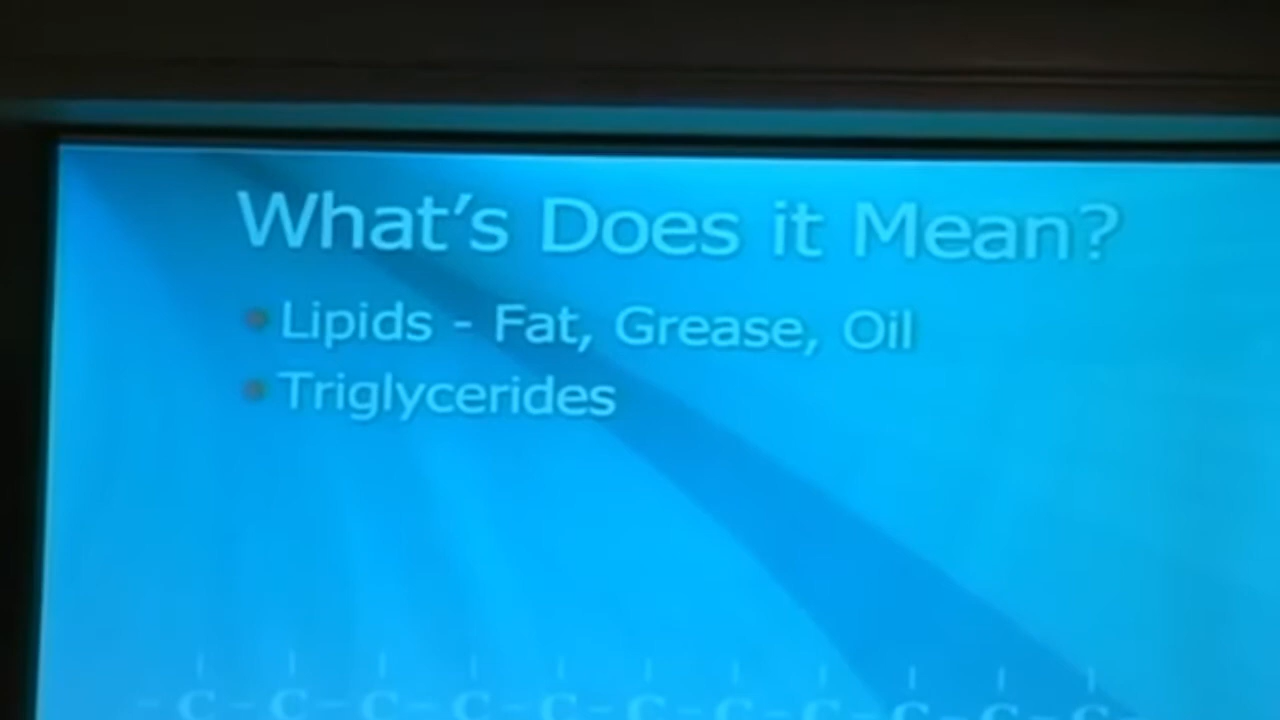 What's Does it Mean?
Lipids - Fat, Grease, Oil
Triglycerides
- C - C - C - C - C - C - C - C - C - C - C